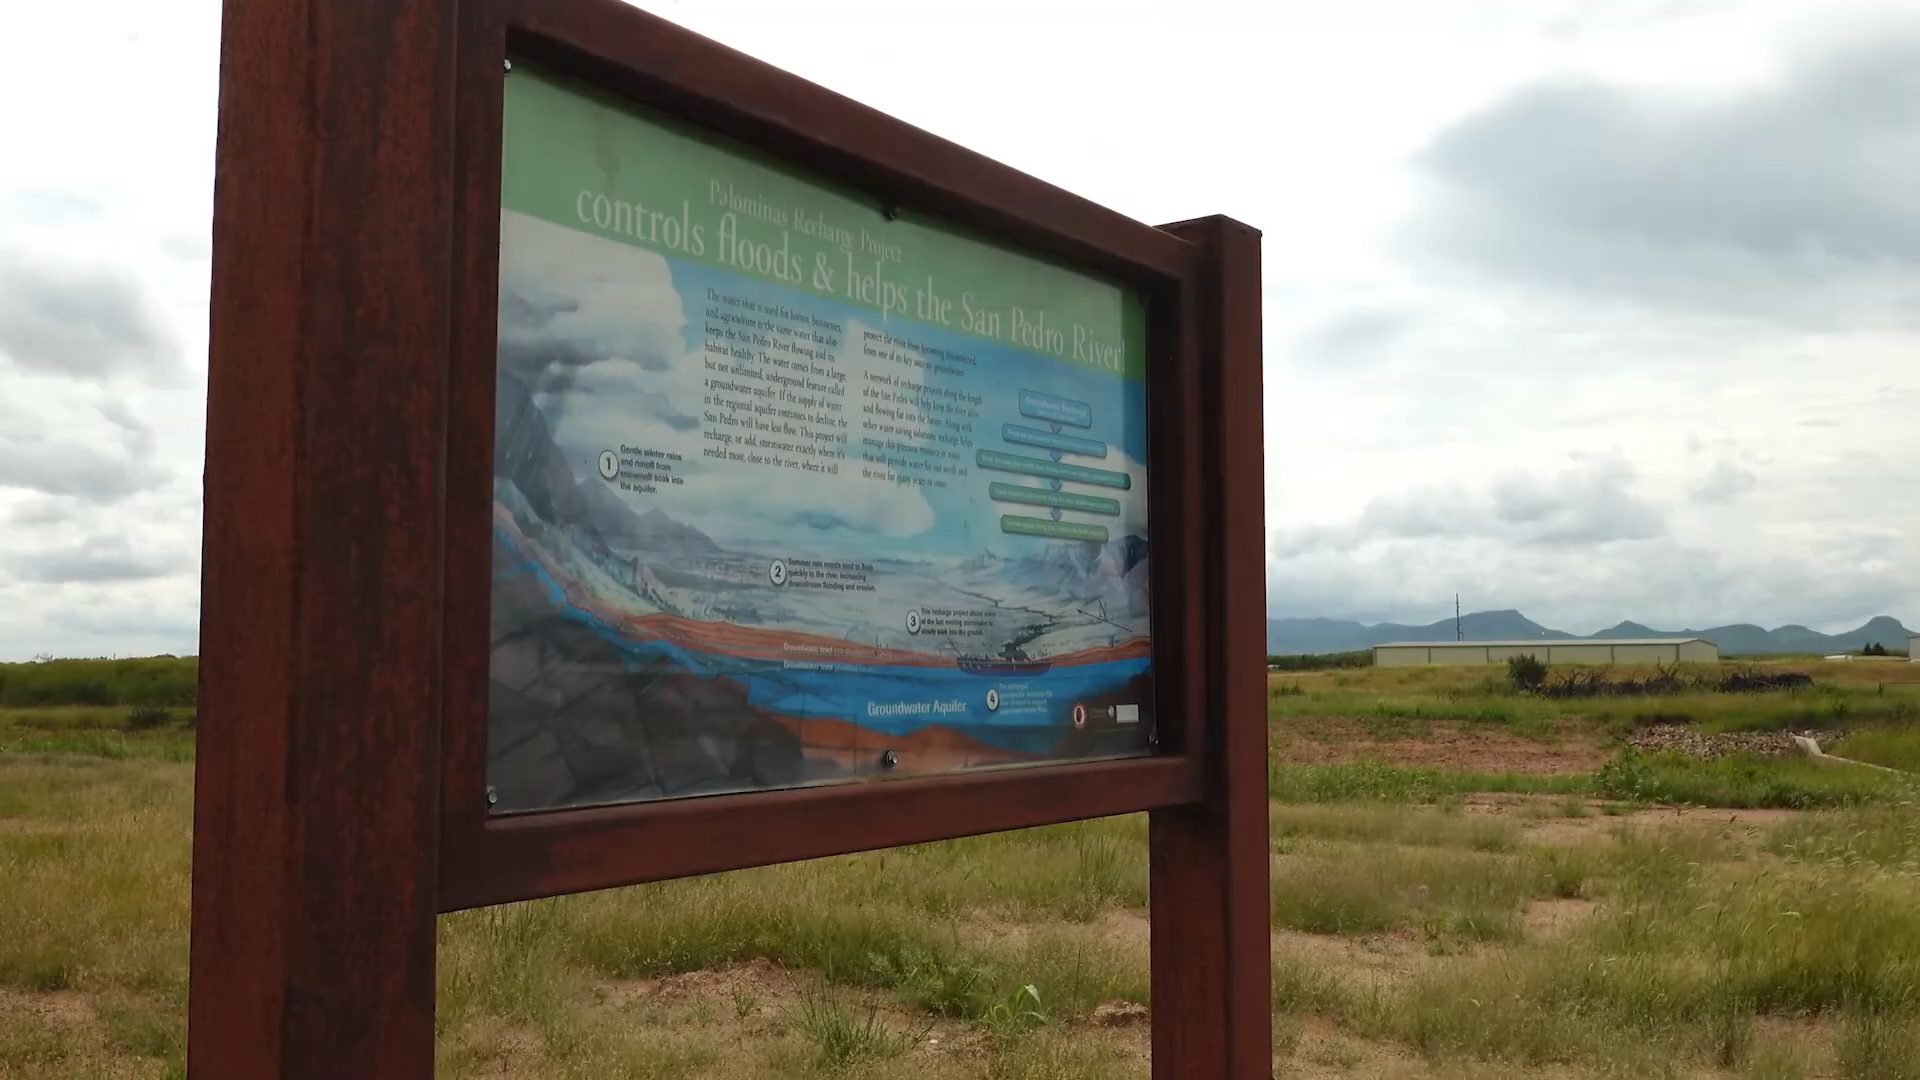 Palominas Recharge Project
controls floods & helps the San Pedro River!
The water that is used for homes, businesses,
and agriculture is the same water that also
keeps the San Pedro River flowing and its
habitat healthy. The water comes from a large,
but not unlimited, underground feature called
a groundwater aquifer. If the supply of water
in the regional aquifer continues to decline, the
San Pedro will have less flow. This project will
recharge, or add, stormwater exactly where it's
needed most, close to the river, where it will
protect the river from becoming disconnected
from one of its key sources: groundwater.
A network of recharge projects along the length
of the San Pedro will help keep the river alive
and flowing far into the future. Along with
other water saving solutions, recharge helps
manage this precious resource in ways
that will provide water for our needs and
the river for many years to come.
1
Gentle winter rains
and runoff from
snowmelt soak into
the aquifer.
2
Summer rain events tend to flash
quickly to the river, increasing
downstream flooding and erosion.
3
This recharge project allows some
of the fast running stormwater to
slowly soak into the ground.
N
Groundwater level
Groundwater level
4
Groundwater Aquifer